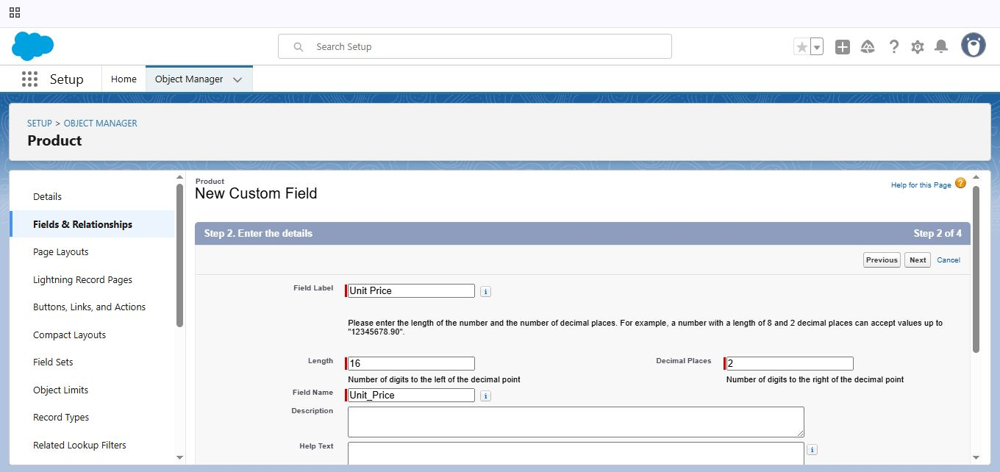 Search Setup
Setup
Home
Object Manager
SETUP > OBJECT MANAGER
Product
Details
Fields & Relationships
Page Layouts
Lightning Record Pages
Buttons, Links, and Actions
Compact Layouts
Field Sets
Object Limits
Record Types
Related Lookup Filters
Product
New Custom Field
Help for this Page ?
Step 2. Enter the details
Step 2 of 4
Previous Next Cancel
Field Label Unit Price i
Please enter the length of the number and the number of decimal places. For example, a number with a length of 8 and 2 decimal places can accept values up to
"12345678.90".
Length 16
Decimal Places 2
Number of digits to the left of the decimal point
Number of digits to the right of the decimal point
Field Name Unit_Price i
Description
Help Text i